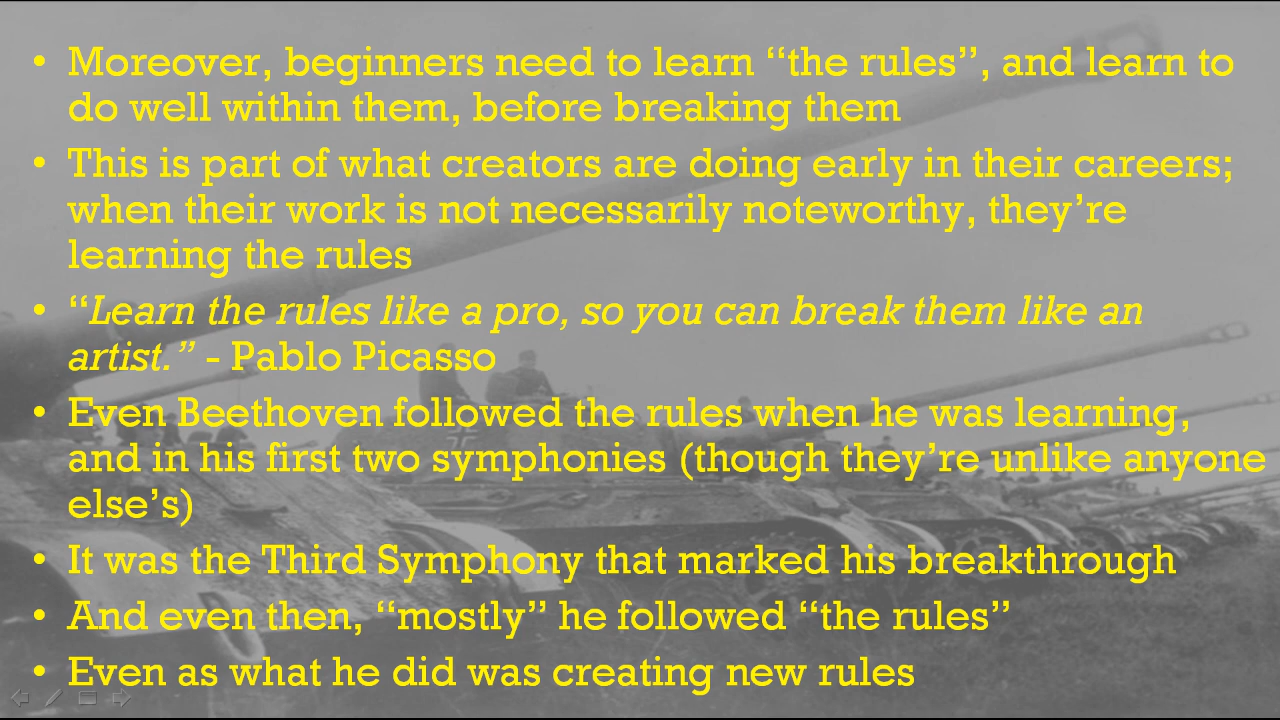 • Moreover, beginners need to learn “the rules”, and learn to
do well within them, before breaking them
• This is part of what creators are doing early in their careers;
when their work is not necessarily noteworthy, they’re
learning the rules
• “Learn the rules like a pro, so you can break them like an
artist.” - Pablo Picasso
• Even Beethoven followed the rules when he was learning,
and in his first two symphonies (though they’re unlike anyone
else’s)
• It was the Third Symphony that marked his breakthrough
• And even then, “mostly” he followed “the rules”
• Even as what he did was creating new rules